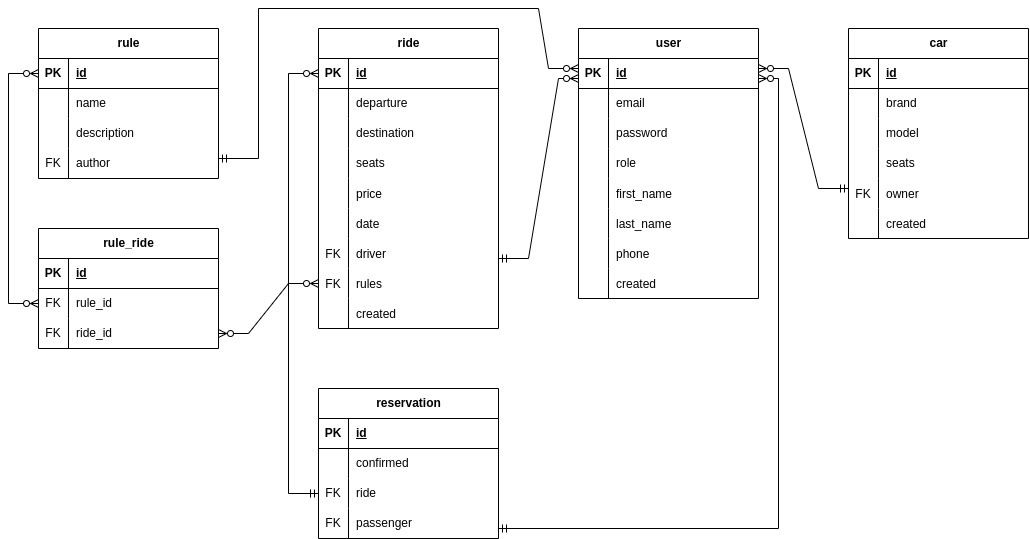 rule
PK id
name
description
FK author
ride
PK id
departure
destination
seats
price
date
FK driver
FK rules
created
user
PK id
email
password
role
first_name
last_name
phone
created
car
PK id
brand
model
seats
FK owner
created
rule_ride
PK id
FK rule_id
FK ride_id
reservation
PK id
confirmed
FK ride
FK passenger